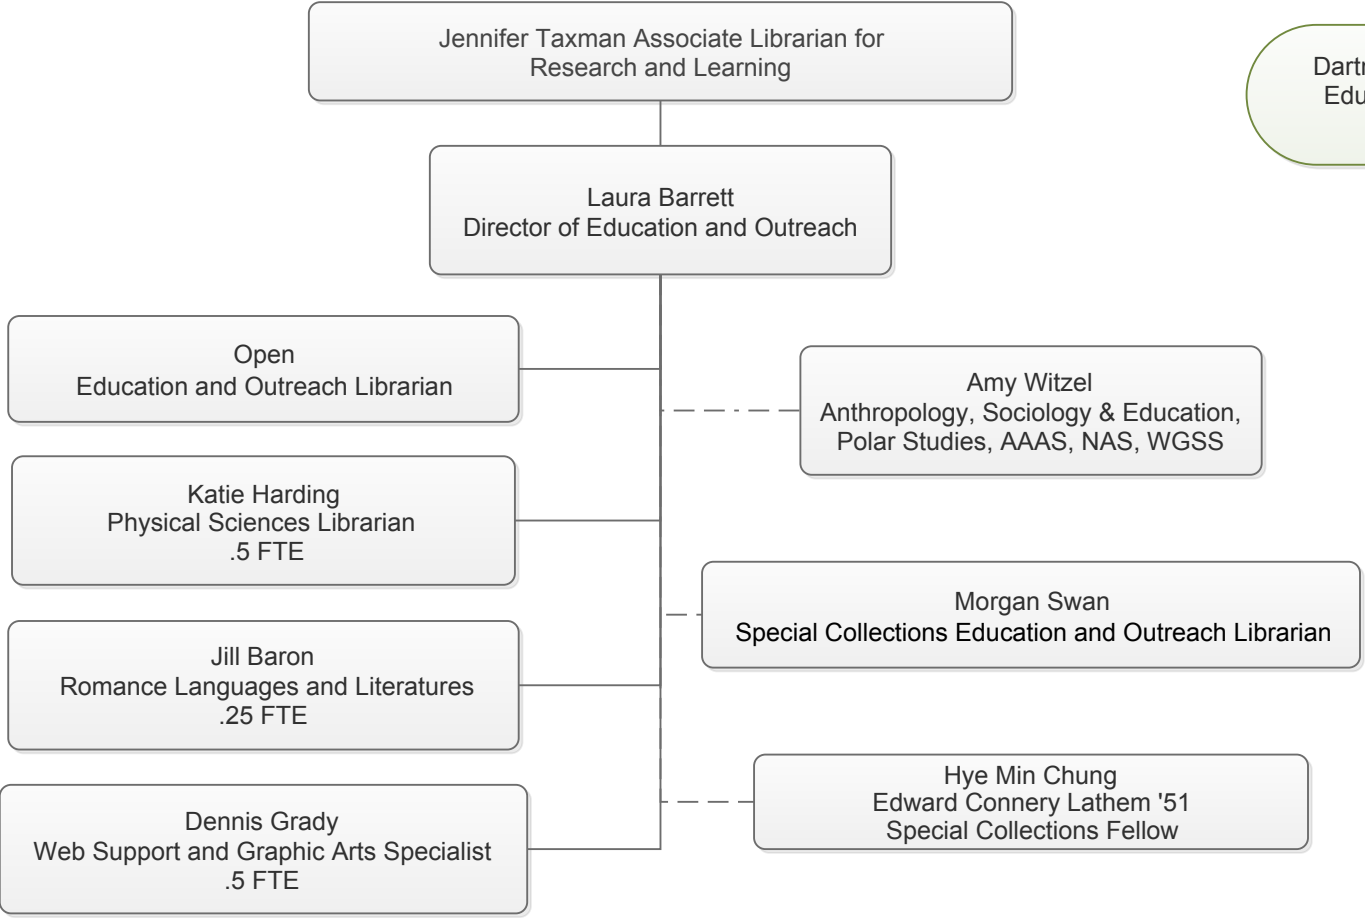 Jennifer Taxman Associate Librarian for
Research and Learning
Laura Barrett
Director of Education and Outreach
Open
Education and Outreach Librarian
Katie Harding
Physical Sciences Librarian
.5 FTE
Jill Baron
Romance Languages and Literatures
.25 FTE
Dennis Grady
Web Support and Graphic Arts Specialist
.5 FTE
Amy Witzel
Anthropology, Sociology & Education,
Polar Studies, AAAS, NAS, WGSS
Morgan Swan
Special Collections Education and Outreach Librarian
Hye Min Chung
Edward Connery Lathem '51
Special Collections Fellow